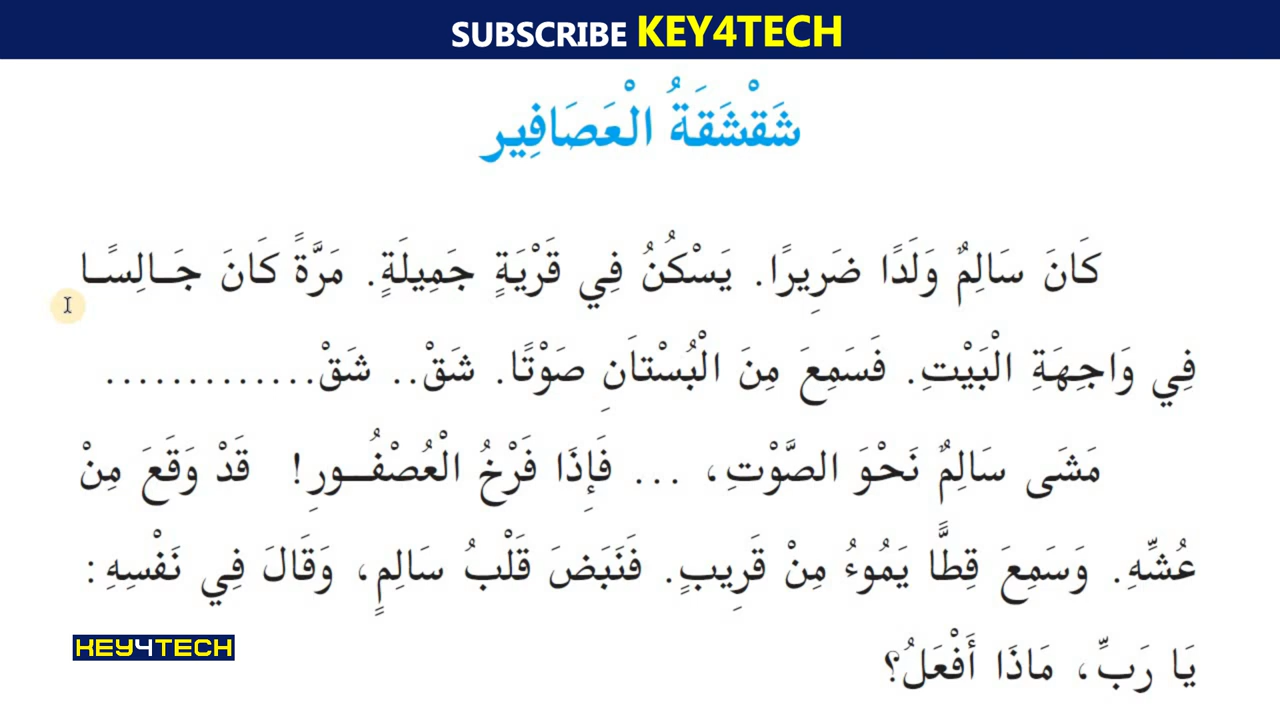 SUBSCRIBE KEY4TECH
شَقْشَقَةُ الْعَصَافِير
كَانَ سَالِمٌ وَلَدًا ضَرِيرًا. يَسْكُنُ فِي قَرْيَةٍ جَمِيلَةٍ. مَرَّةً كَانَ جَـالِسًـا
فِي وَاجِهَةِ الْبَيْتِ. فَسَمِعَ مِنَ الْبُسْتاَنِ صَوْتًا. شَقْ.. شَقْ.............
مَشَى سَالِمٌ نَحْوَ الصَّوْتِ، ... فَإِذَا فَرْخُ الْعُصْفُـورِ! قَدْ وَقَعَ مِنْ
عُشِّهِ. وَسَمِعَ قِطًّا يَمُوءُ مِنْ قَرِيبٍ. فَنَبَضَ قَلْبُ سَالِمٍ، وَقَالَ فِي نَفْسِهِ:
يَا رَبِّ، مَاذَا أَفْعَلُ؟
KEY4TECH